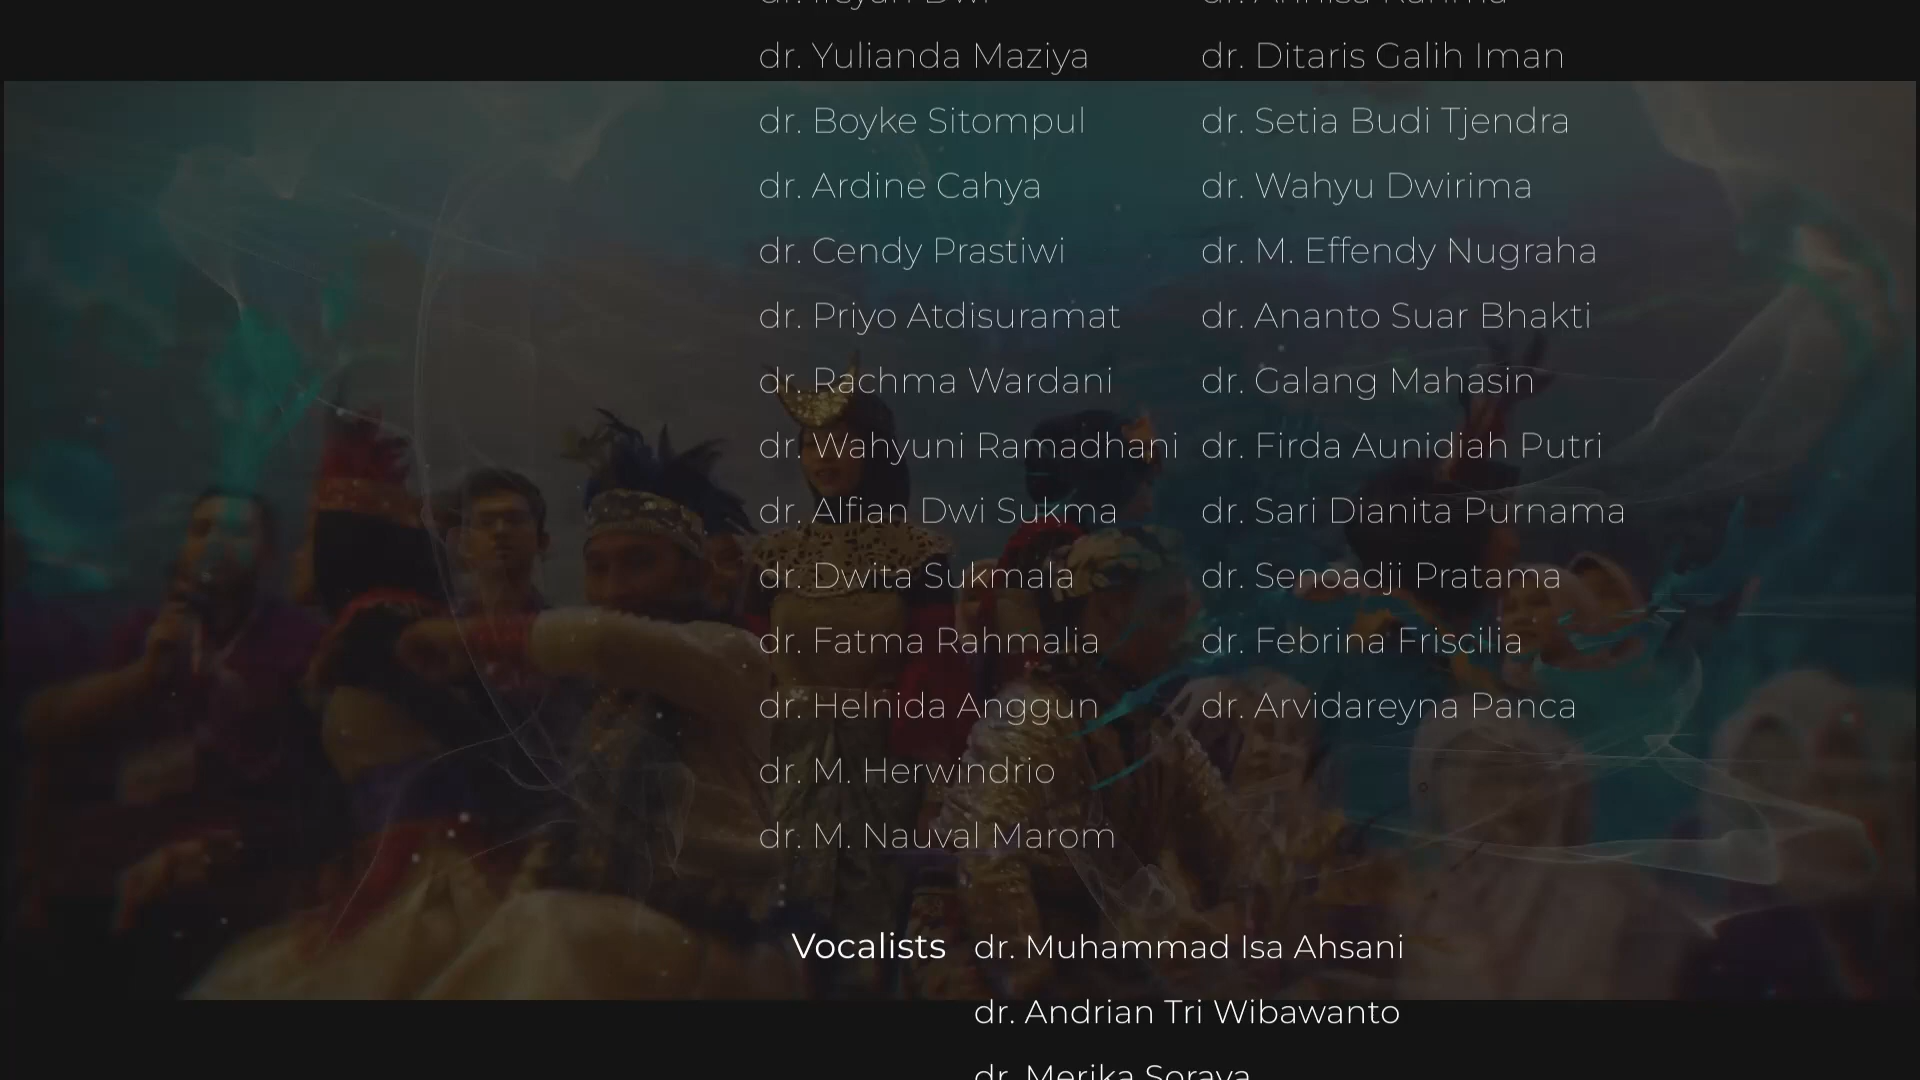 dr. Yulianda Maziya dr. Ditaris Galih Iman
dr. Boyke Sitompul dr. Setia Budi Tjendra
dr. Ardine Cahya dr. Wahyu Dwirima
dr. Cendy Prastiwi dr. M. Effendy Nugraha
dr. Priyo Atdisuramat dr. Ananto Suar Bhakti
dr. Rachma Wardani dr. Galang Mahasin
dr. Wahyuni Ramadhani dr. Firda Aunidiah Putri
dr. Alfian Dwi Sukma dr. Sari Dianita Purnama
dr. Dwita Sukmala dr. Senoadji Pratama
dr. Fatma Rahmalia dr. Febrina Friscilia
dr. Helnida Anggun dr. Arvidareyna Panca
dr. M. Herwindrio
dr. M. Nauval Marom
Vocalists dr. Muhammad Isa Ahsani
dr. Andrian Tri Wibawanto
dr. Merika Soraya